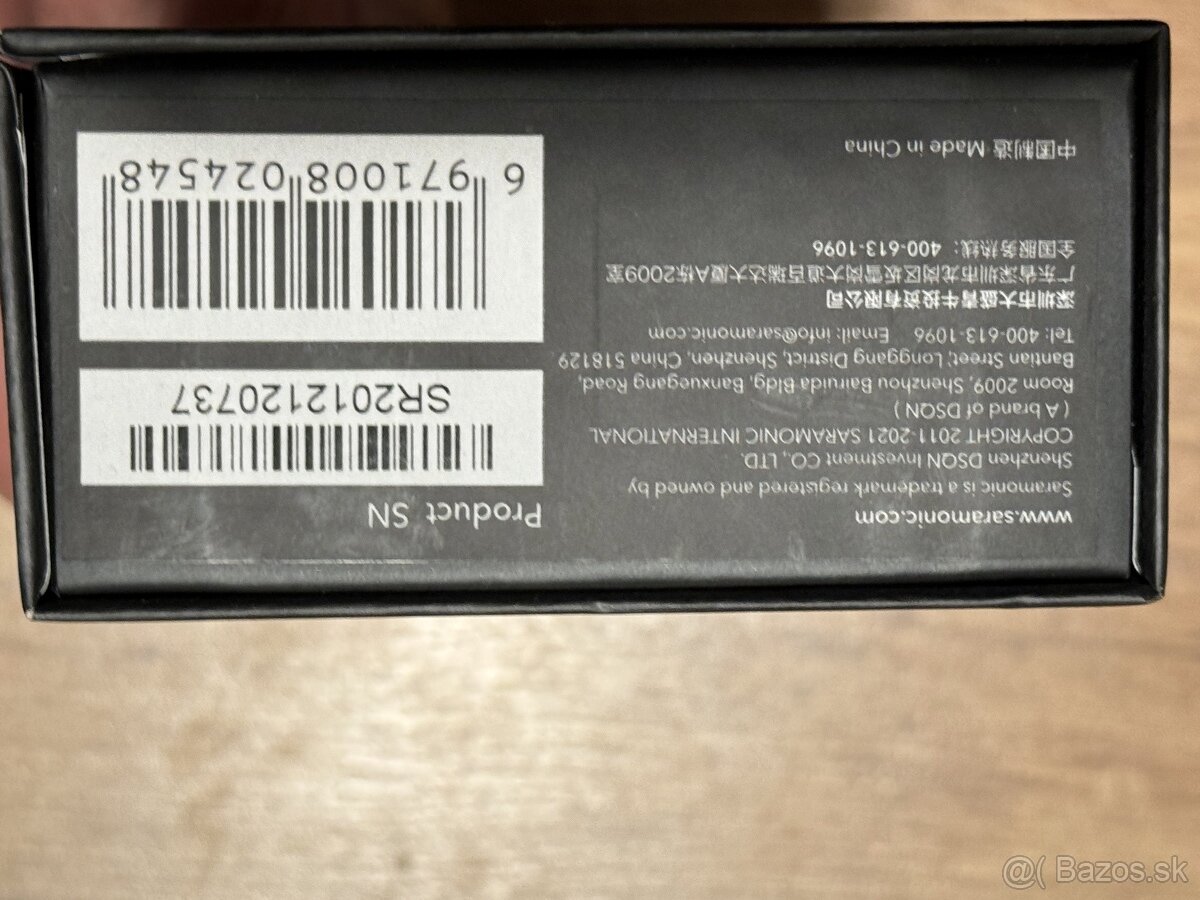 www.saramonic.com
Saramonic is a trademark registered and owned by
Shenzhen DSQN Investment CO., LTD.
COPYRIGHT 2011-2021 SARAMONIC INTERNATIONAL
( A brand of DSQN )
Room 2009, Shenzhou Bairuida Bldg, Banxuegang Road,
Bantian Street, Longgang District, Shenzhen, China 518129
Tel: 400-613-1096 Email: info@saramonic.com
深圳市大盛青牛投资有限公司
广东省深圳市龙岗区坂雪岗大道百瑞达大厦A栋2009室
全国服务热线：400-613-1096
中国制造 Made in China
Product SN
SR2012120737
6 971008 024548
@( Bazos.sk